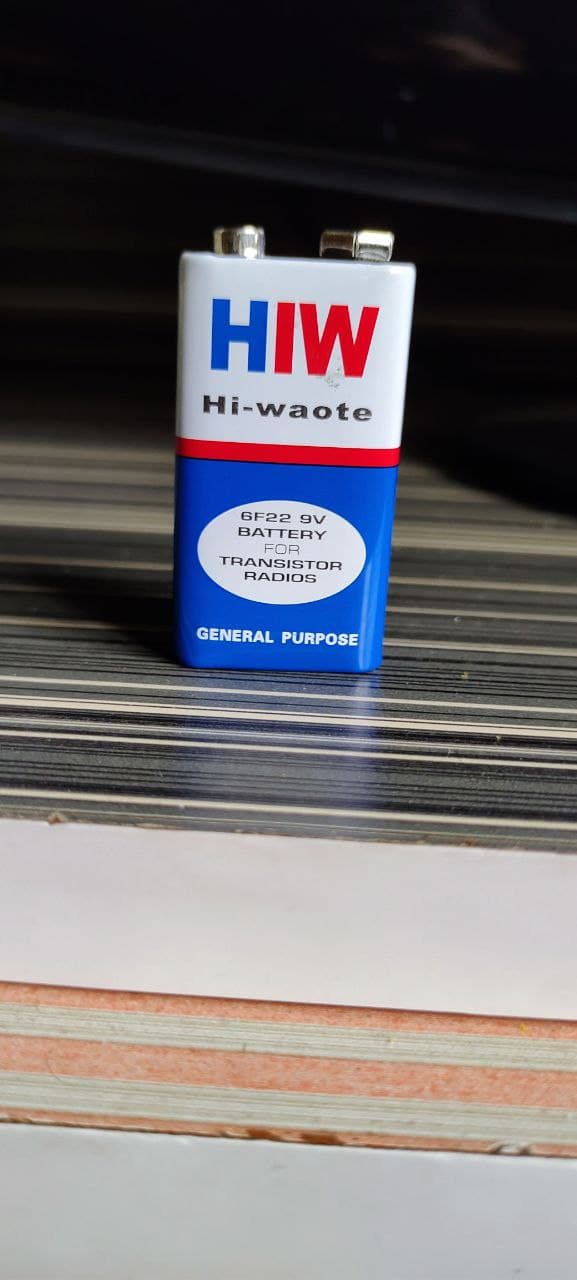 HIW
Hi-waote
6F22 9V
BATTERY
FOR
TRANSISTOR
RADIOS
GENERAL PURPOSE